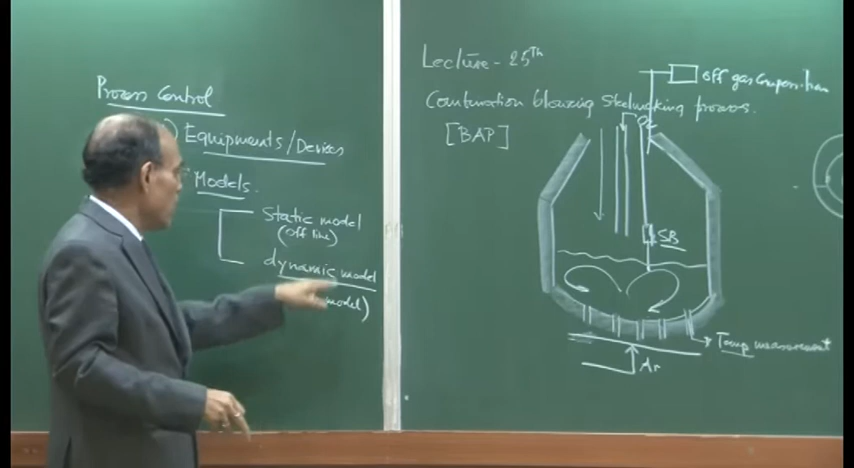 Process Control
Equipments/Devices
Models.
Static model
(off line)
dynamic model
model)
Lecture - 25Th
Combination blowing steelmaking process.
[BAP]
off gas Composition
SB
Temp measurement
Ar